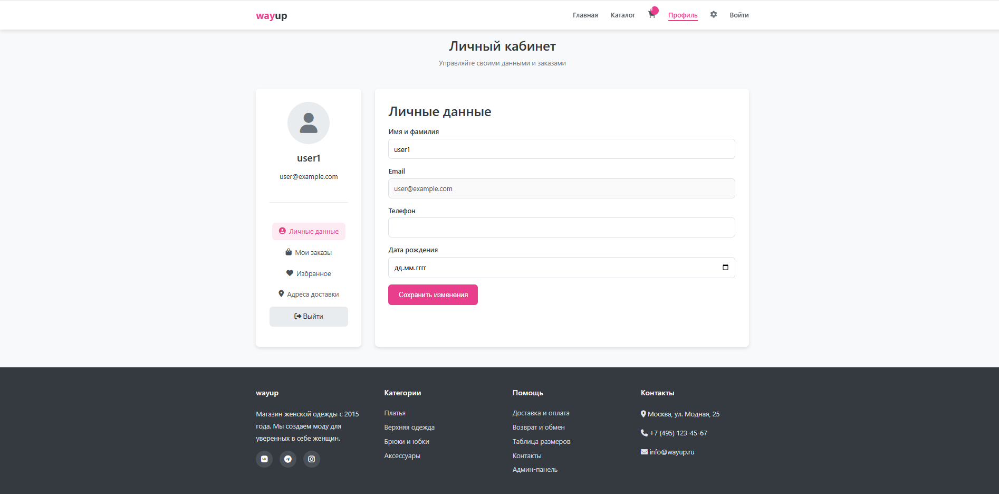 wayup
Главная
Каталог
Профиль
Войти
Личный кабинет
Управляйте своими данными и заказами
user1
user@example.com
Личные данные
Мои заказы
Избранное
Адреса доставки
Выйти
Личные данные
Имя и фамилия
user1
Email
user@example.com
Телефон
Дата рождения
дд.мм.гггг
Сохранить изменения
wayup
Магазин женской одежды с 2015
года. Мы создаем моду для
уверенных в себе женщин.
Категории
Платья
Верхняя одежда
Брюки и юбки
Аксессуары
Помощь
Доставка и оплата
Возврат и обмен
Таблица размеров
Контакты
Админ-панель
Контакты
Москва, ул. Модная, 25
+7 (495) 123-45-67
info@wayup.ru